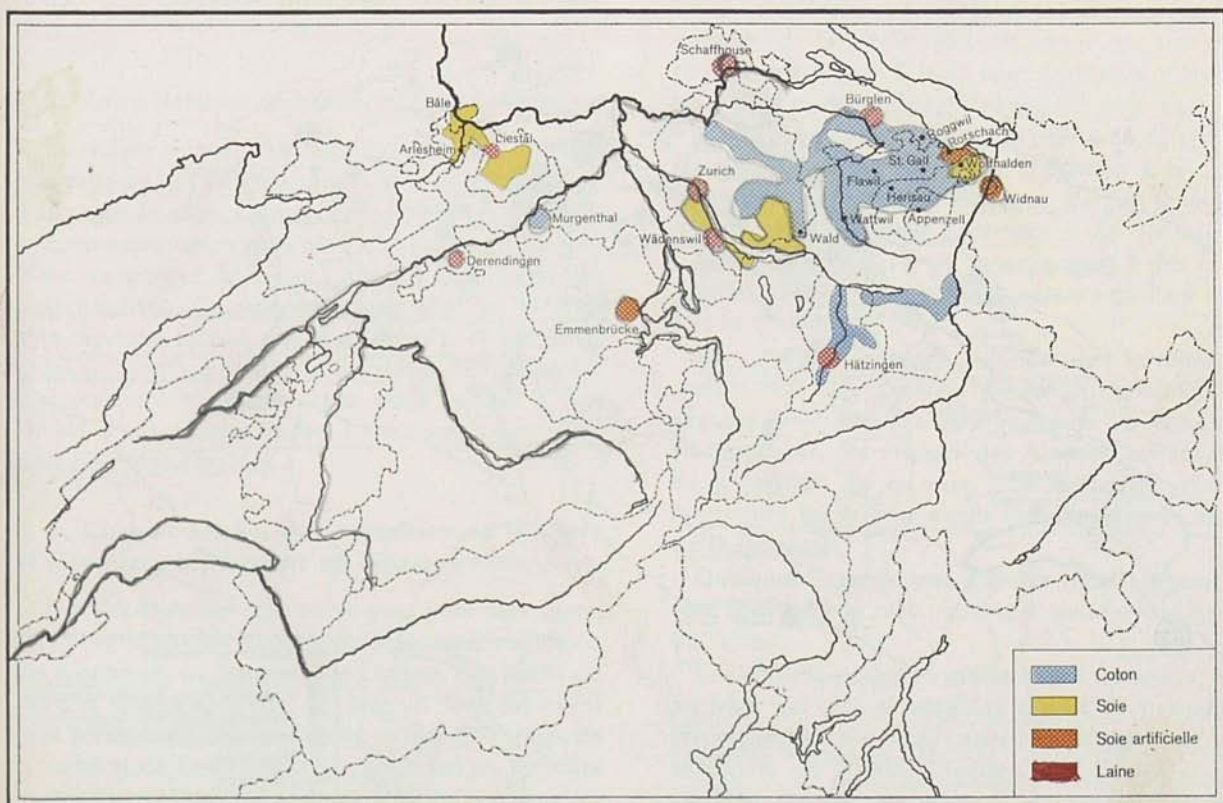 Schaffhouse
Bâle
Bürglen
Roggwil
Rorschach
Liestal
Arlesheim
St. Gall
Wolfhalden
Zurich
Flawil
Widnau
Herisau
Murgenthal
Wattwil
Appenzell
Wädenswil
Wald
Derendingen
Emmenbrücke
Hätzingen
Coton
Soie
Soie artificielle
Laine